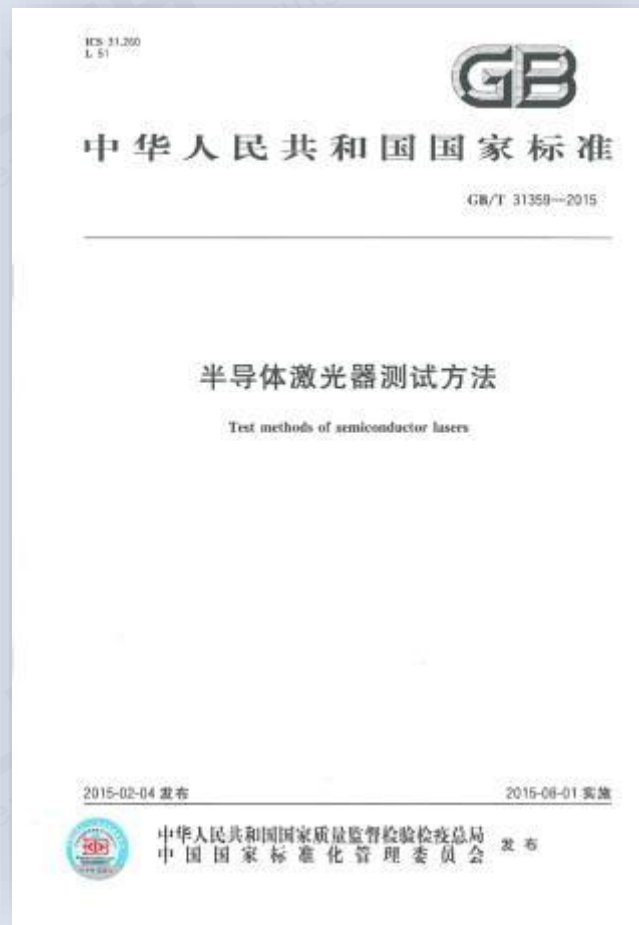 ICS 31.260
L 51
GB
中华人民共和国国家标准
GB/T 31359—2015
半导体激光器测试方法
Test methods of semiconductor lasers
2015-02-04 发布
2015-08-01 实施
中华人民共和国国家质量监督检验检疫总局
中国国家标准化管理委员会
发布